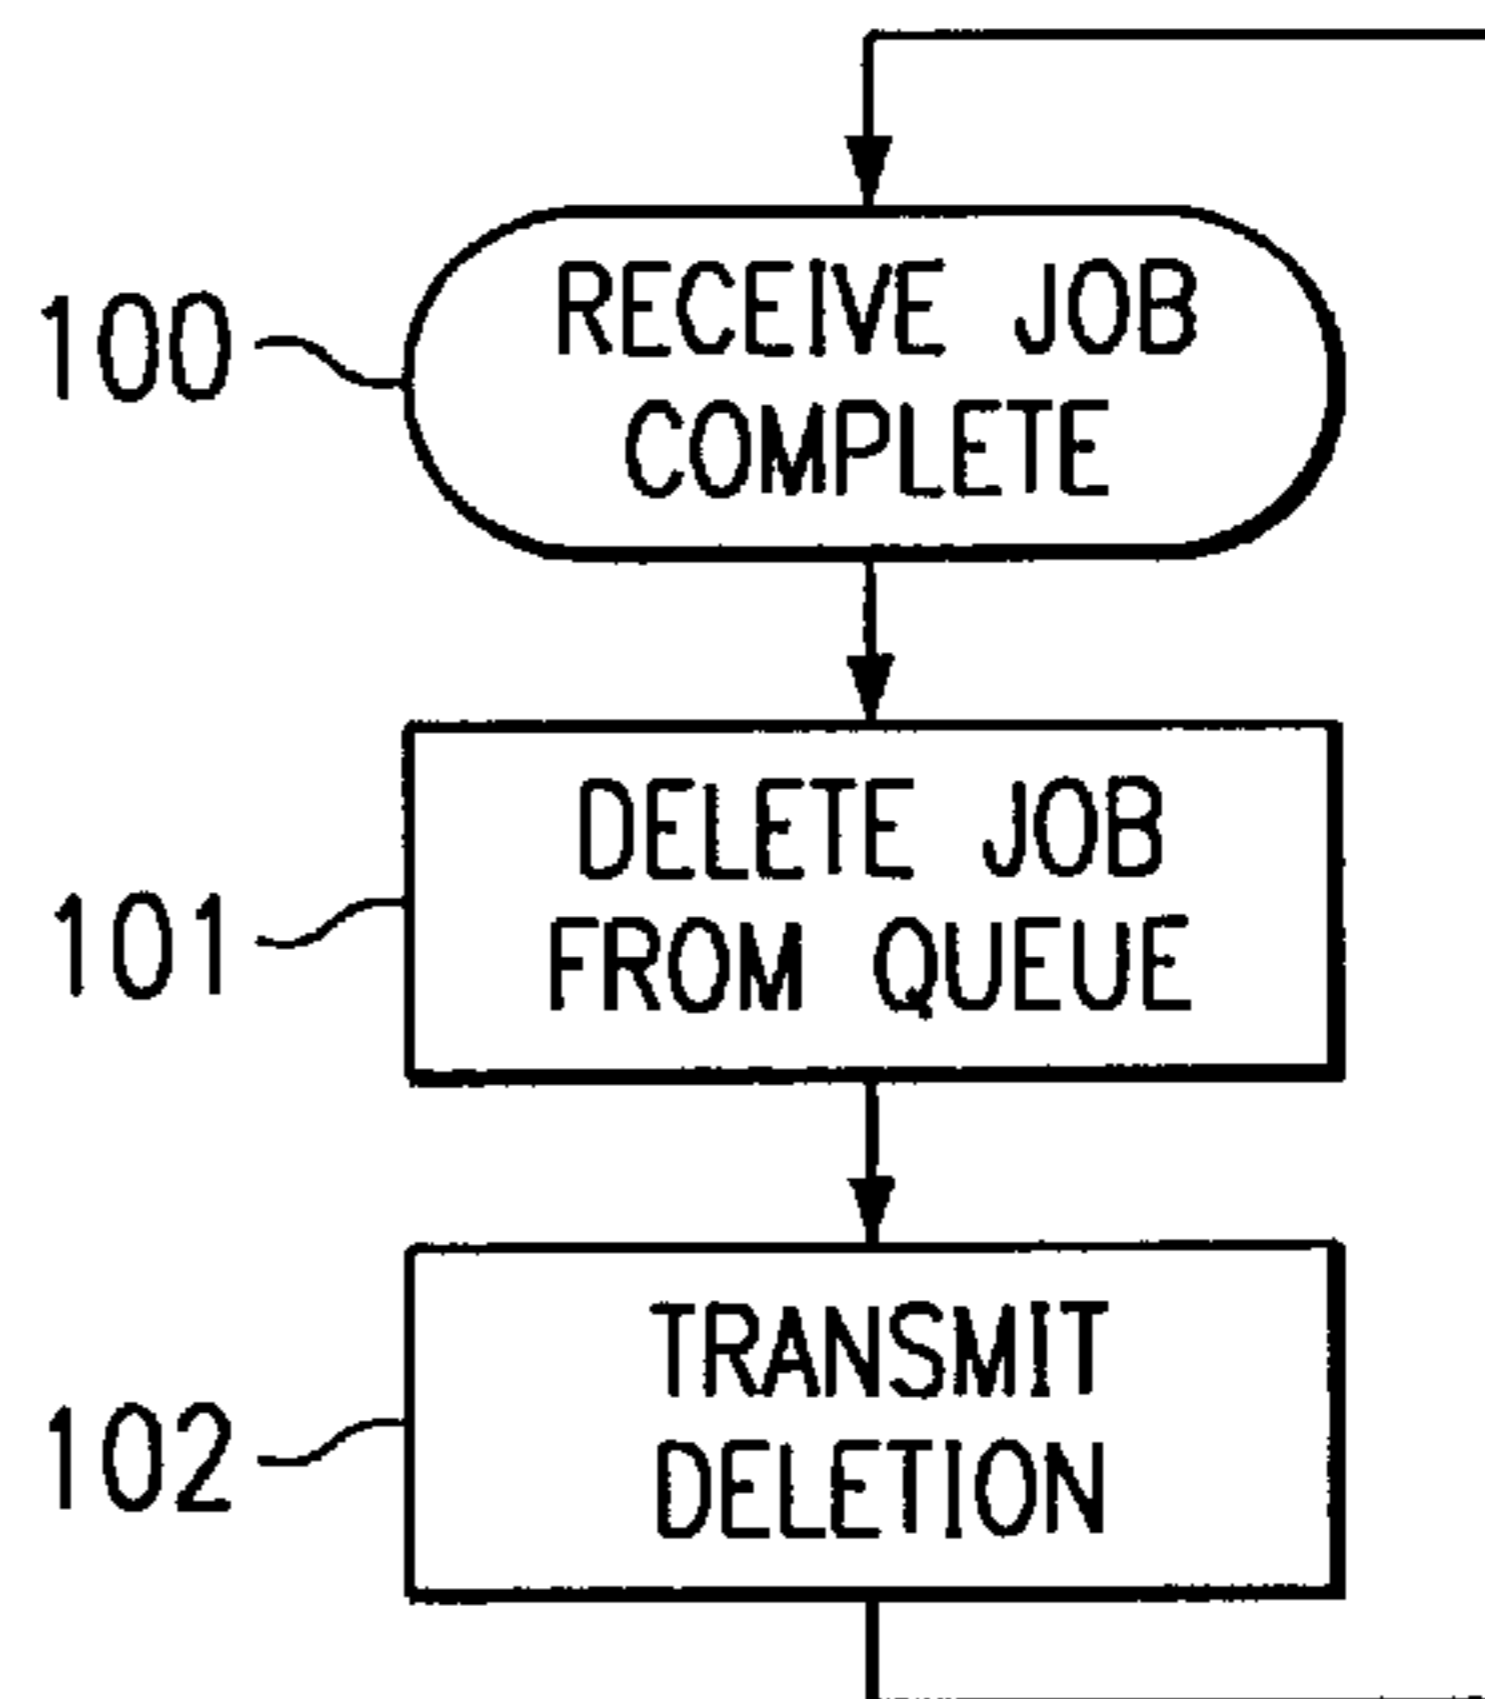 100
RECEIVE JOB
COMPLETE
101
DELETE JOB
FROM QUEUE
102
TRANSMIT
DELETION